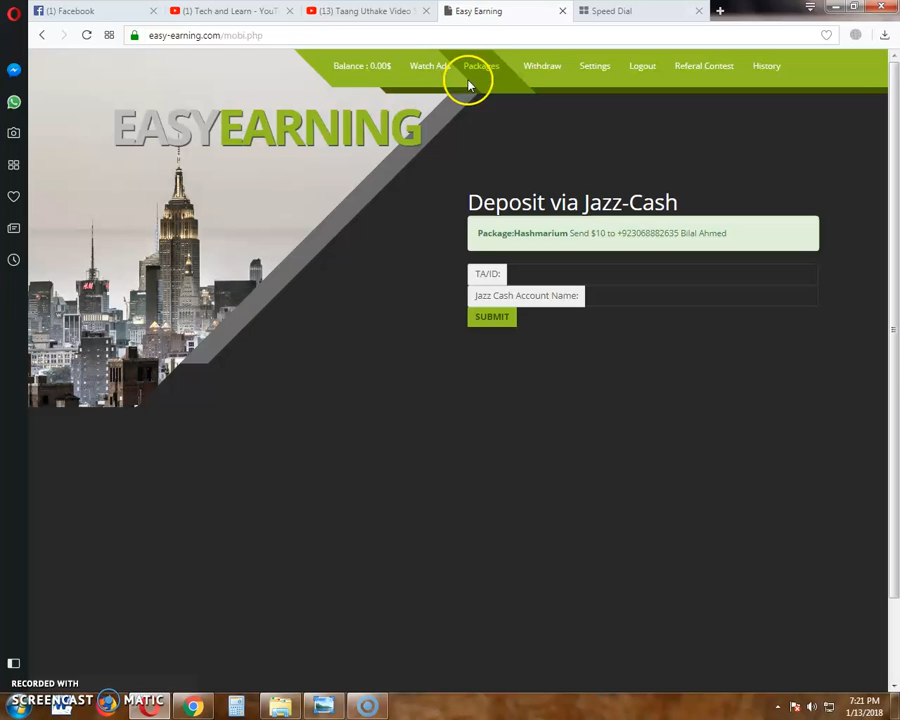 (1) Facebook
(1) Tech and Learn - YouT
(13) Taang Uthake Video
Easy Earning
Speed Dial
easy-earning.com/mobi.php
Balance : 0.00$
Watch Ads
Packages
Withdraw
Settings
Logout
Referal Contest
History
EASYEARNING
Deposit via Jazz-Cash
Package:Hashmarium Send $10 to +923068882635 Bilal Ahmed
TA/ID:
Jazz Cash Account Name:
SUBMIT
RECORDED WITH
SCREENCAST MATIC
7:21 PM
1/13/2018